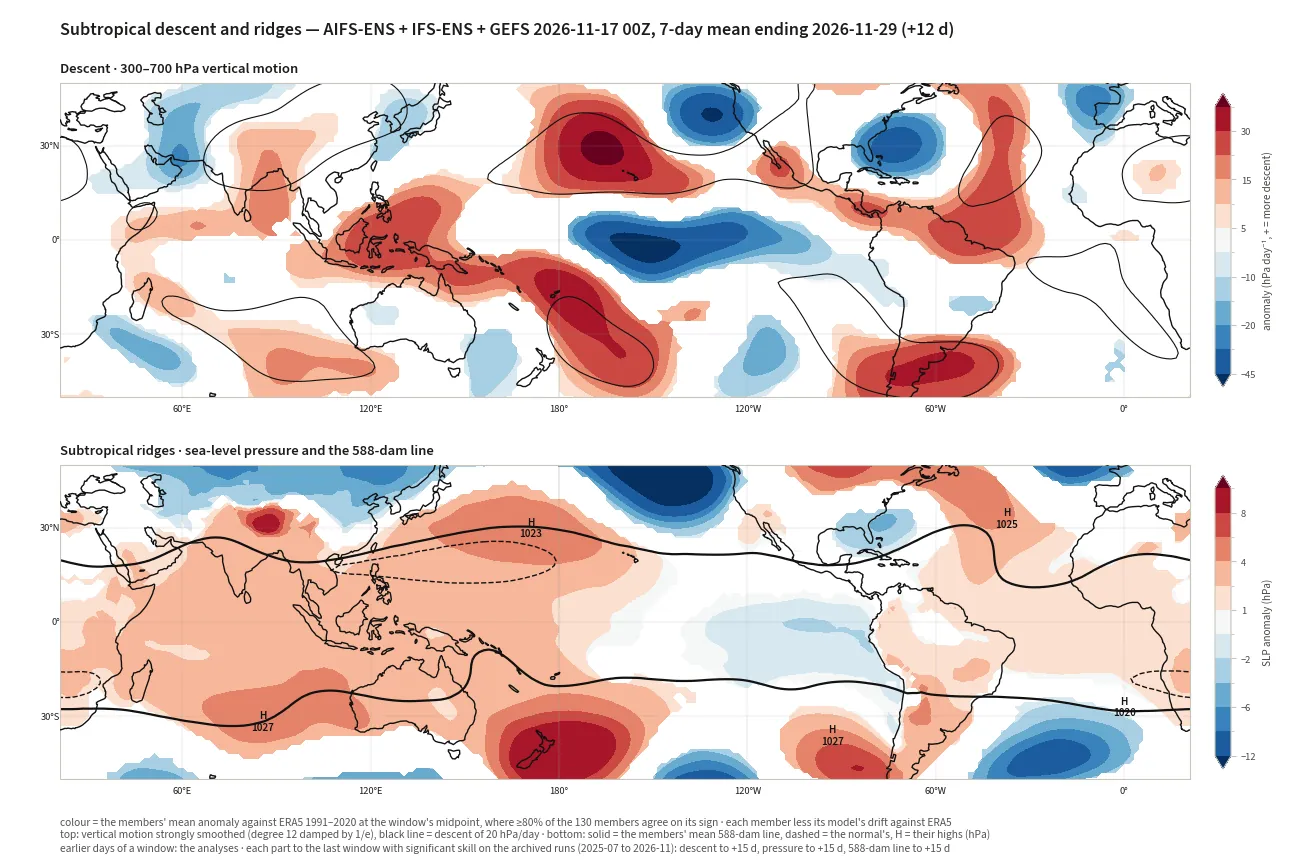 Subtropical descent and ridges — AIFS-ENS + IFS-ENS + GEFS 2026-11-17 00Z, 7-day mean ending 2026-11-29 (+12 d)
Descent · 300–700 hPa vertical motion
30°N
0°
30°S
60°E
120°E
180°
120°W
60°W
0°
30
15
5
−10
−20
−45
anomaly (hPa day⁻¹, + = more descent)
Subtropical ridges · sea-level pressure and the 588-dam line
H
1023
H
1025
H
1027
H
1027
H
1020
30°N
0°
30°S
60°E
120°E
180°
120°W
60°W
0°
8
4
1
−2
−6
−12
SLP anomaly (hPa)
colour = the members' mean anomaly against ERA5 1991–2020 at the window's midpoint, where ≥80% of the 130 members agree on its sign · each member less its model's drift against ERA5
top: vertical motion strongly smoothed (degree 12 damped by 1/e), black line = descent of 20 hPa/day · bottom: solid = the members' mean 588-dam line, dashed = the normal's, H = their highs (hPa)
earlier days of a window: the analyses · each part to the last window with significant skill on the archived runs (2025-07 to 2026-11): descent to +15 d, pressure to +15 d, 588-dam line to +15 d